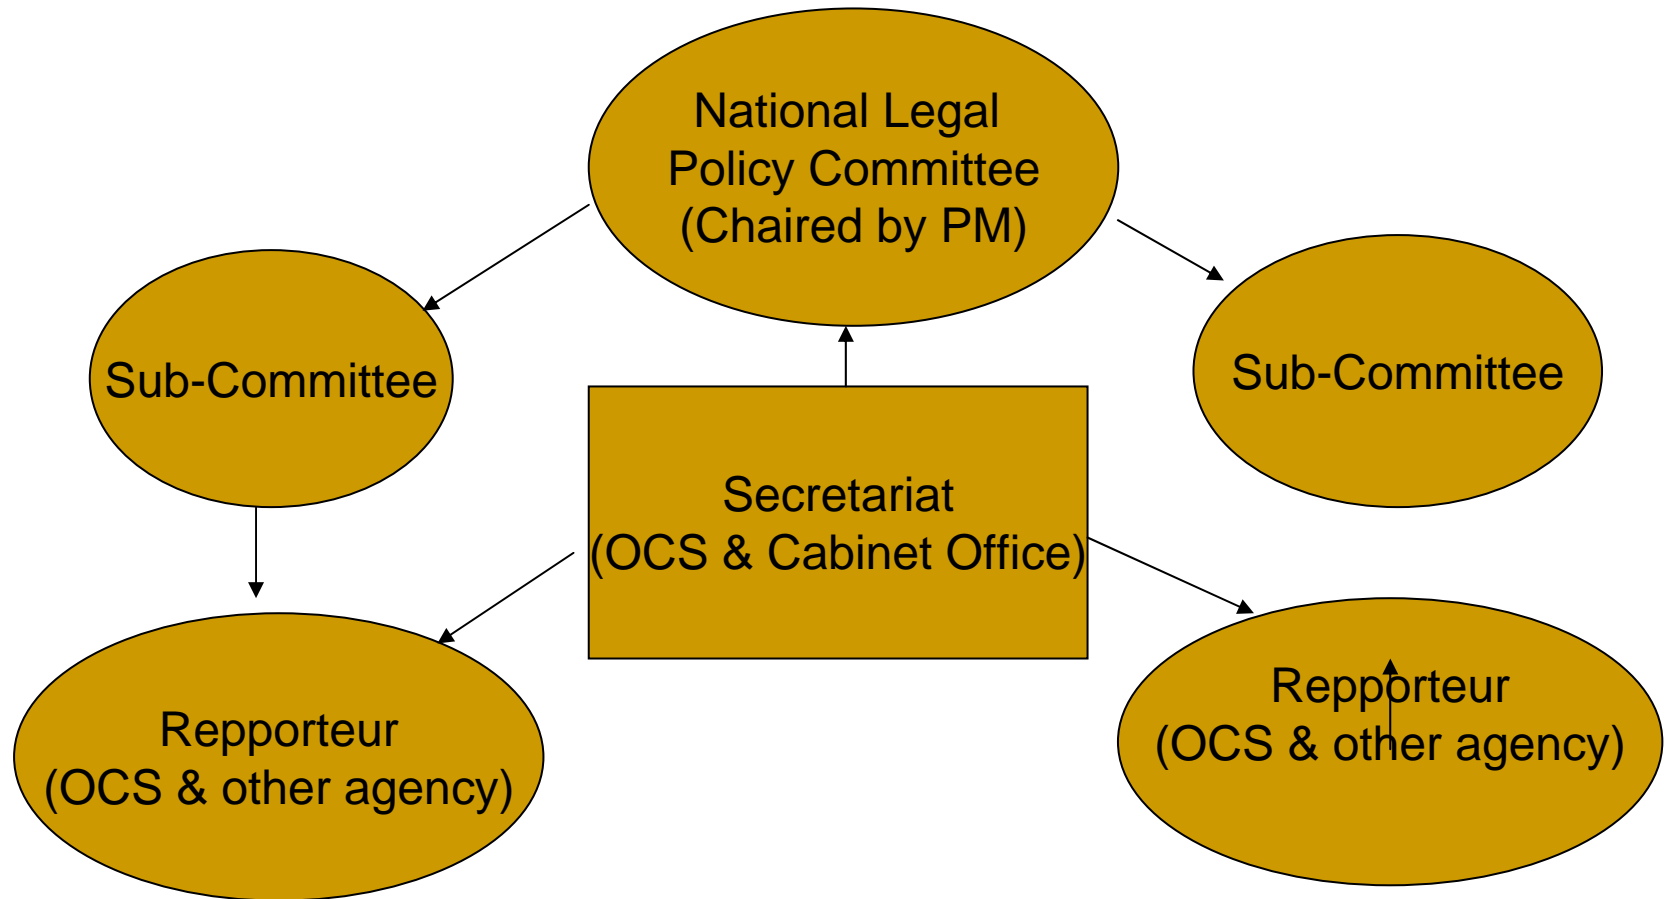 National Legal
Policy Committee
(Chaired by PM)
Sub-Committee
Sub-Committee
Secretariat
(OCS & Cabinet Office)
Repporteur
(OCS & other agency)
Repporteur
(OCS & other agency)